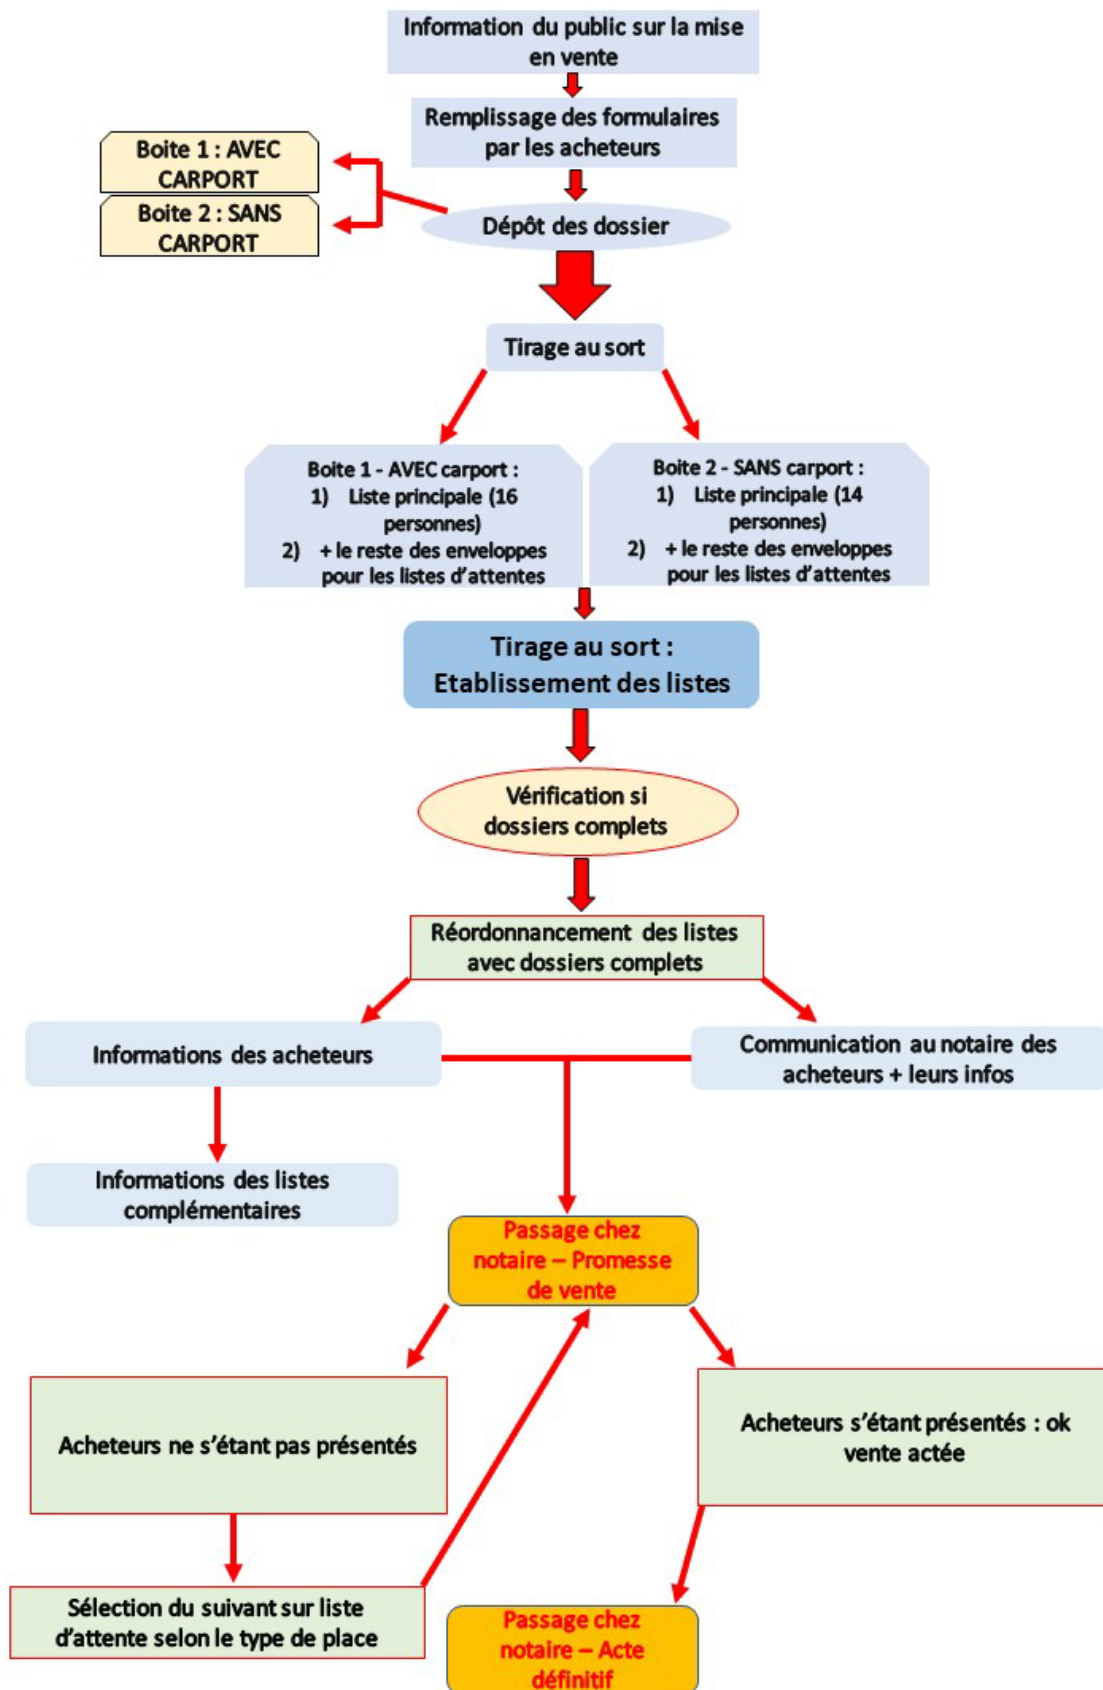 Information du public sur la mise
en vente
Remplissage des formulaires
par les acheteurs
Boite 1 : AVEC
CARPORT
Boite 2 : SANS
CARPORT
Dépôt des dossier
Tirage au sort
Boite 1 - AVEC carport :
1) Liste principale (16
personnes)
2) + le reste des enveloppes
pour les listes d'attentes
Boite 2 - SANS carport :
1) Liste principale (14
personnes)
2) + le reste des enveloppes
pour les listes d'attentes
Tirage au sort :
Etablissement des listes
Vérification si
dossiers complets
Réordonnancement des listes
avec dossiers complets
Informations des acheteurs
Communication au notaire des
acheteurs + leurs infos
Informations des listes
complémentaires
Passage chez
notaire – Promesse
de vente
Acheteurs ne s'étant pas présentés
Acheteurs s'étant présentés : ok
vente actée
Sélection du suivant sur liste
d'attente selon le type de place
Passage chez
notaire – Acte
définitif